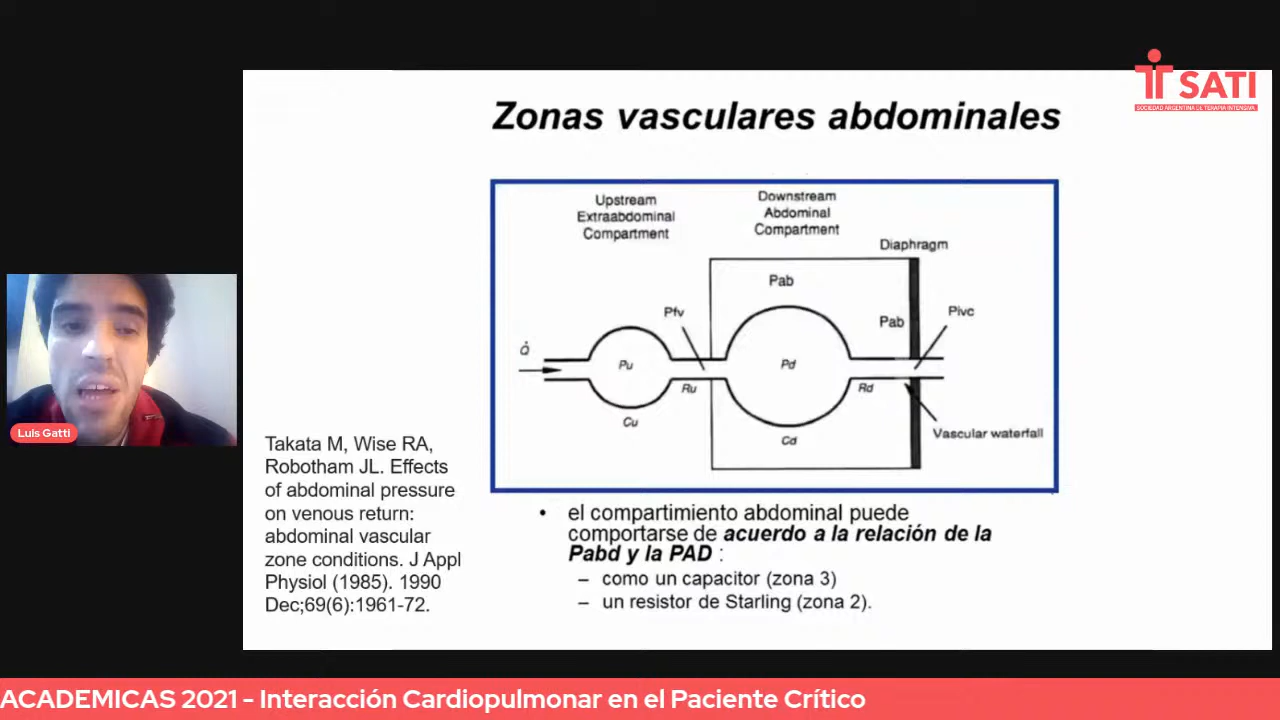 SATI
SOCIEDAD ARGENTINA DE TERAPIA INTENSIVA
Zonas vasculares abdominales
Upstream
Extraabdominal
Compartment
Downstream
Abdominal
Compartment
Diaphragm
Pab
Pfv
Pab
Pivc
Q̇
Pu
Pd
Ru
Rd
Cu
Cd
Vascular waterfall
Luis Gatti
Takata M, Wise RA,
Robotham JL. Effects
of abdominal pressure
on venous return:
abdominal vascular
zone conditions. J Appl
Physiol (1985). 1990
Dec;69(6):1961-72.
• el compartimiento abdominal puede
comportarse de acuerdo a la relación de la
Pabd y la PAD :
– como un capacitor (zona 3)
– un resistor de Starling (zona 2).
ACADEMICAS 2021 - Interacción Cardiopulmonar en el Paciente Crítico